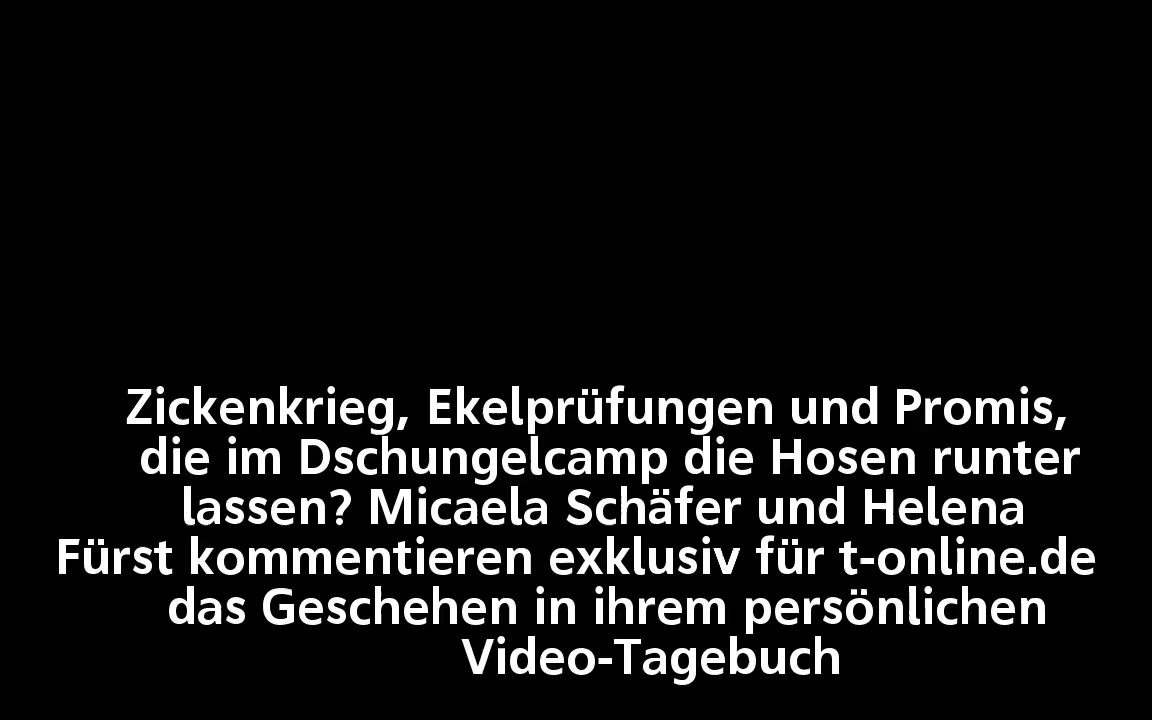 Zickenkrieg, Ekelprüfungen und Promis,
die im Dschungelcamp die Hosen runter
lassen? Micaela Schäfer und Helena
Fürst kommentieren exklusiv für t-online.de
das Geschehen in ihrem persönlichen
Video-Tagebuch